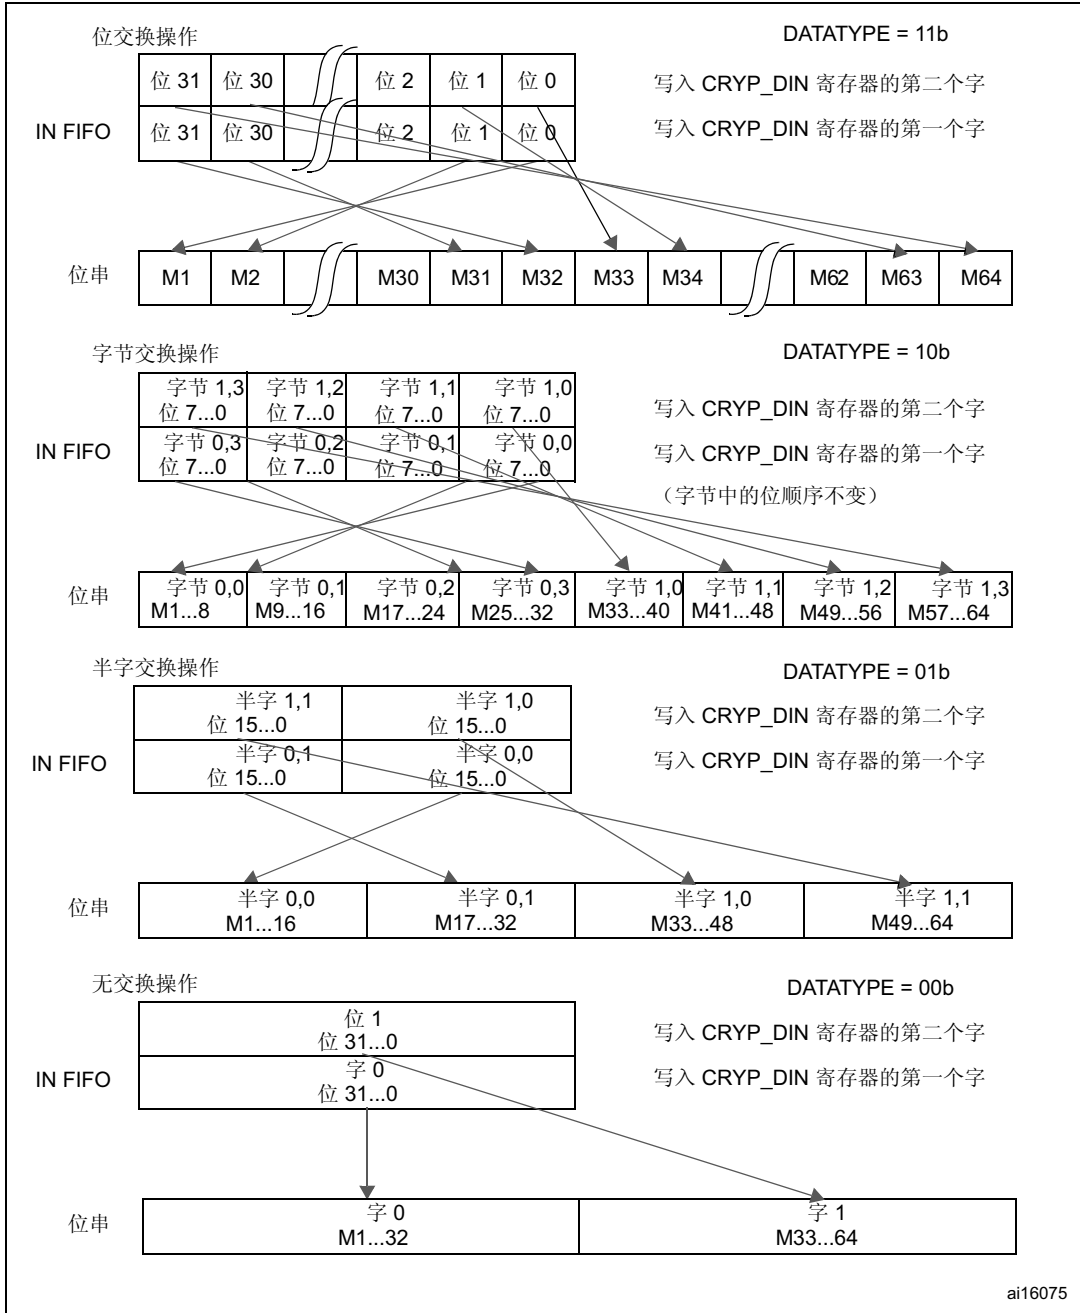 位交换操作 DATATYPE = 11b
位 31 位 30 位 2 位 1 位 0 写入 CRYP_DIN 寄存器的第二个字
IN FIFO 位 31 位 30 位 2 位 1 位 0 写入 CRYP_DIN 寄存器的第一个字
位串 M1 M2 M30 M31 M32 M33 M34 M62 M63 M64
字节交换操作 DATATYPE = 10b
字节 1,3 字节 1,2 字节 1,1 字节 1,0
位 7...0 位 7...0 位 7...0 位 7...0 写入 CRYP_DIN 寄存器的第二个字
IN FIFO 字节 0,3 字节 0,2 字节 0,1 字节 0,0 写入 CRYP_DIN 寄存器的第一个字
位 7...0 位 7...0 位 7...0 位 7...0
（字节中的位顺序不变）
位串 字节 0,0 字节 0,1 字节 0,2 字节 0,3 字节 1,0 字节 1,1 字节 1,2 字节 1,3
M1...8 M9...16 M17...24 M25...32 M33...40 M41...48 M49...56 M57...64
半字交换操作 DATATYPE = 01b
半字 1,1 半字 1,0
位 15...0 位 15...0 写入 CRYP_DIN 寄存器的第二个字
IN FIFO 半字 0,1 半字 0,0 写入 CRYP_DIN 寄存器的第一个字
位 15...0 位 15...0
位串 半字 0,0 半字 0,1 半字 1,0 半字 1,1
M1...16 M17...32 M33...48 M49...64
无交换操作 DATATYPE = 00b
位 1
位 31...0 写入 CRYP_DIN 寄存器的第二个字
IN FIFO 字 0 写入 CRYP_DIN 寄存器的第一个字
位 31...0
位串 字 0 字 1
M1...32 M33...64
ai16075